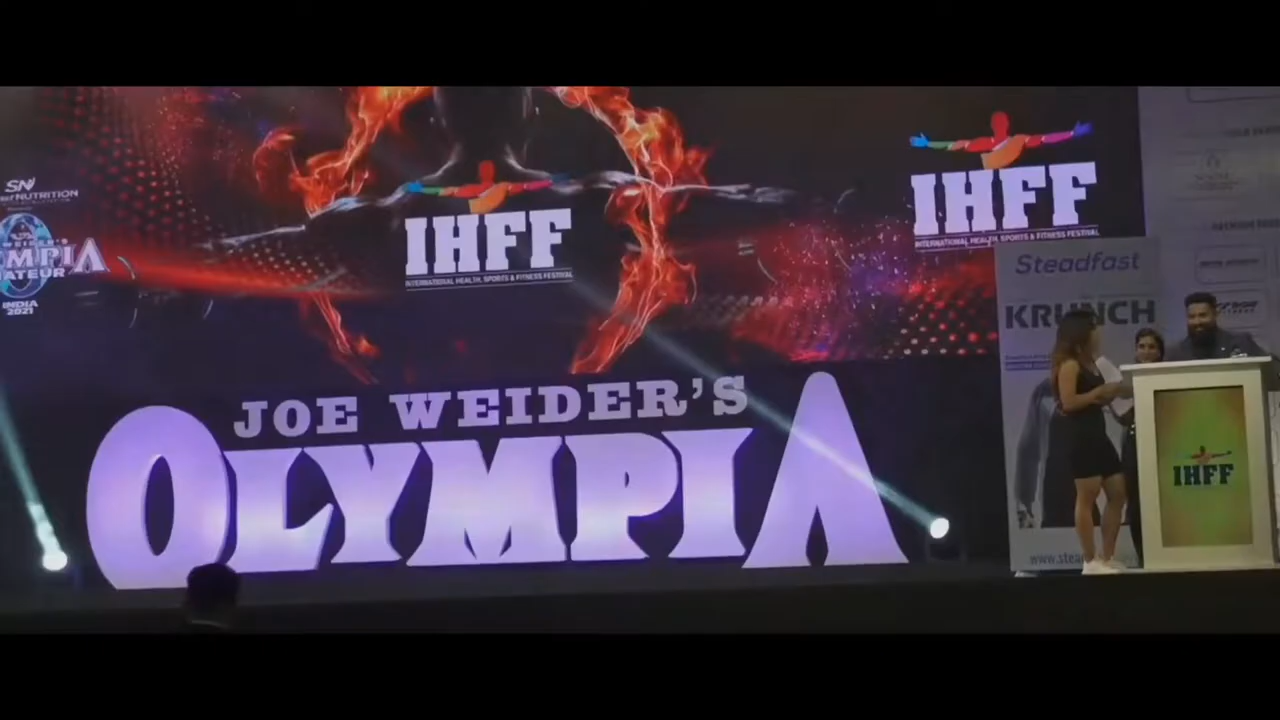 SN
NUTRITION
WEIDER'S
MPIA
ATEUR
INDIA
2021
IHFF
INTERNATIONAL HEALTH, SPORTS & FITNESS FESTIVAL
IHFF
INTERNATIONAL HEALTH, SPORTS & FITNESS FESTIVAL
JOE WEIDER'S
OLYMPIA
Steadfast
KRUNCH
www.stea
IHFF